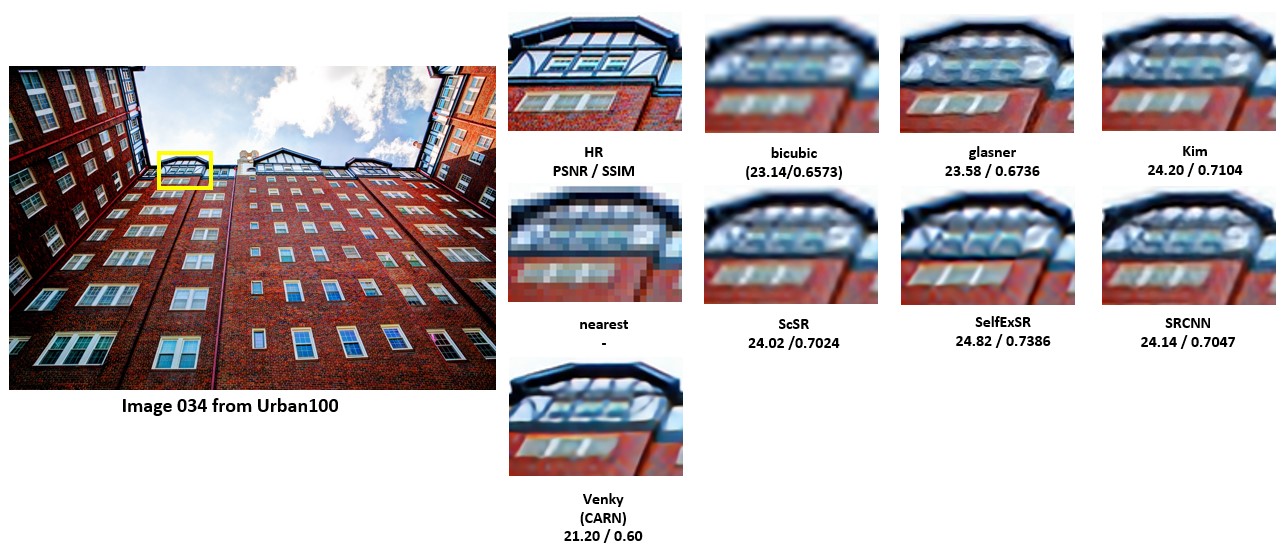 HR
PSNR / SSIM
bicubic
(23.14/0.6573)
glasner
23.58 / 0.6736
Kim
24.20 / 0.7104
nearest
-
ScSR
24.02 /0.7024
SelfExSR
24.82 / 0.7386
SRCNN
24.14 / 0.7047
Image 034 from Urban100
Venky
(CARN)
21.20 / 0.60